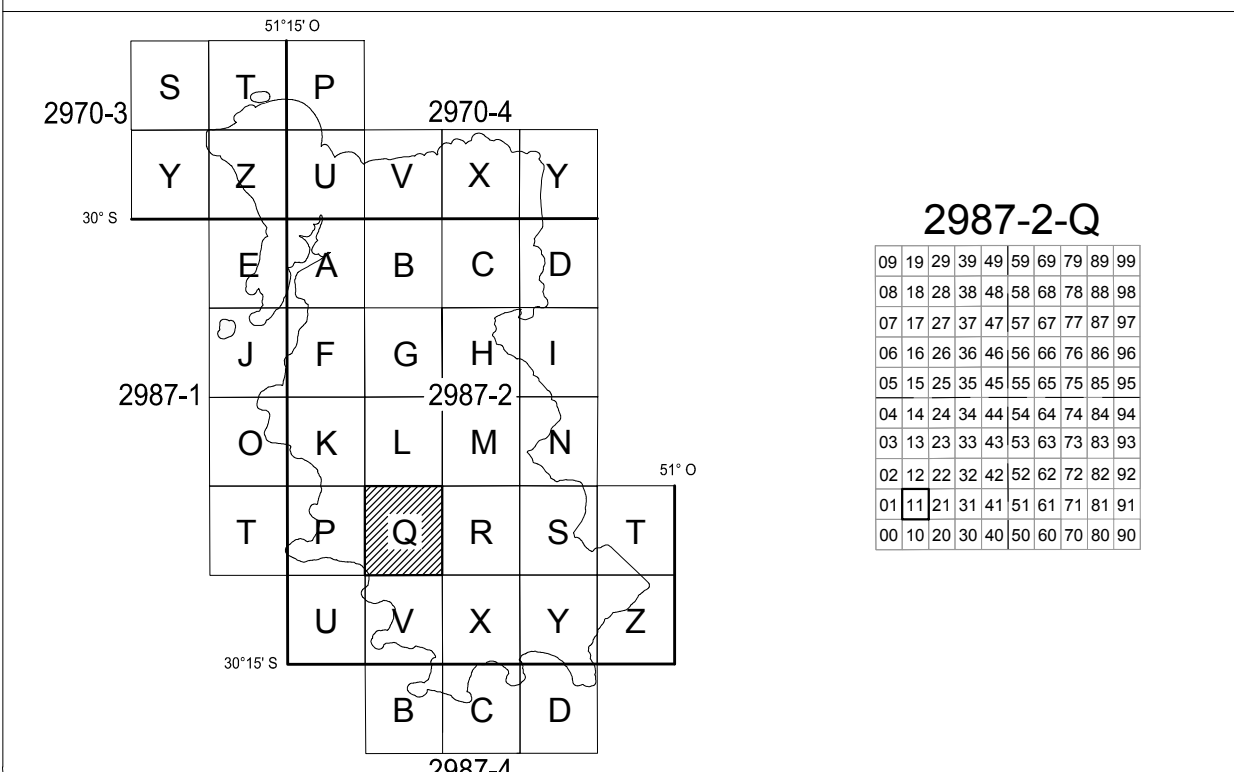 51°15' O
S T P
2970-3
2970-4
Y Z U V X Y
30° S
E A B C D
J F G H I
2987-1
2987-2
O K L M N
51° O
T P Q R S T
U V X Y Z
30°15' S
B C D
2987-4
2987-2-Q
09 19 29 39 49 59 69 79 89 99
08 18 28 38 48 58 68 78 88 98
07 17 27 37 47 57 67 77 87 97
06 16 26 36 46 56 66 76 86 96
05 15 25 35 45 55 65 75 85 95
04 14 24 34 44 54 64 74 84 94
03 13 23 33 43 53 63 73 83 93
02 12 22 32 42 52 62 72 82 92
01 11 21 31 41 51 61 71 81 91
00 10 20 30 40 50 60 70 80 90